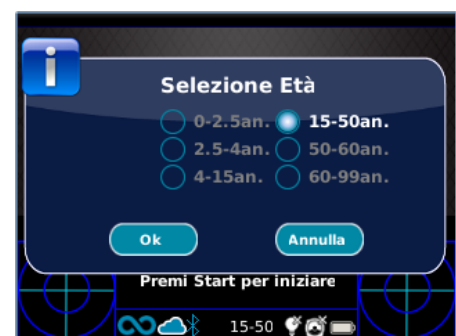 Selezione Età
0-2.5an. 15-50an.
2.5-4an. 50-60an.
4-15an. 60-99an.
Ok Annulla
Premi Start per iniziare
15-50